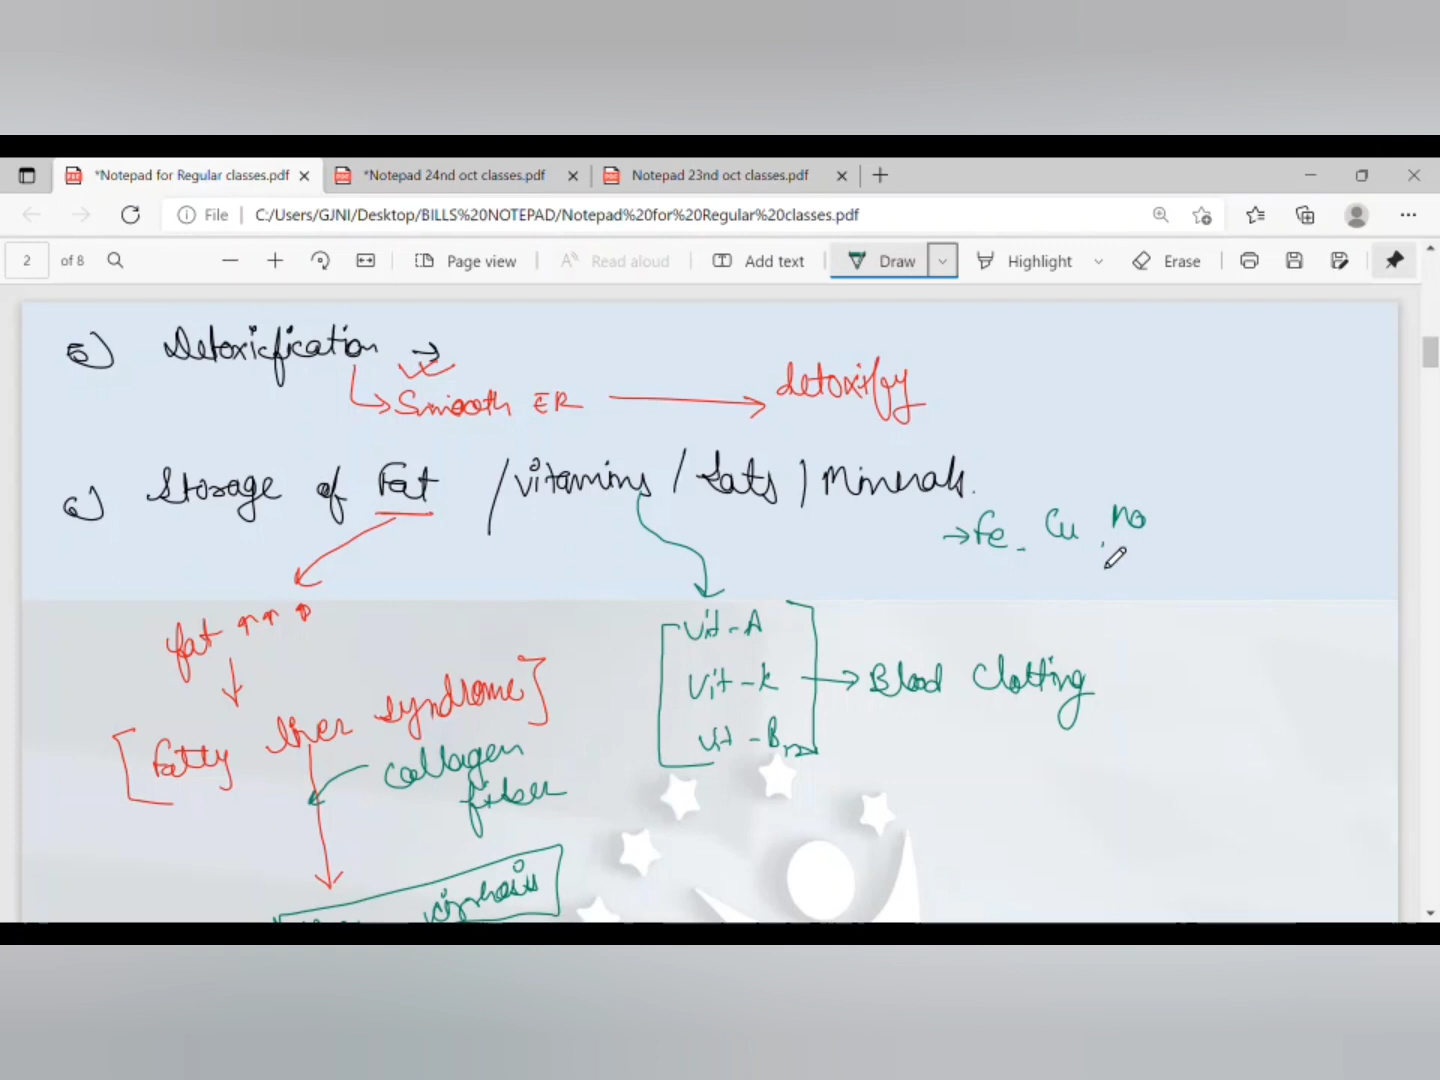 *Notepad for Regular classes.pdf *Notepad 24nd oct classes.pdf Notepad 23nd oct classes.pdf
File C:/Users/GJNI/Desktop/BILLS%20NOTEPAD/Notepad%20for%20Regular%20classes.pdf
2 of 8 Page view Read aloud Add text Draw Highlight Erase
5) Detoxicfication →
Smooth ER → detoxify
6) Storage of Fat / Vitamins / Sats / Minerals.
→ Fe Cu
fat ↑↑↑
[Fatty liver syndrome]
Collagen fiber
cirrhosis
Vit-A
Vit-K → Blood Clotting
Vit-B12